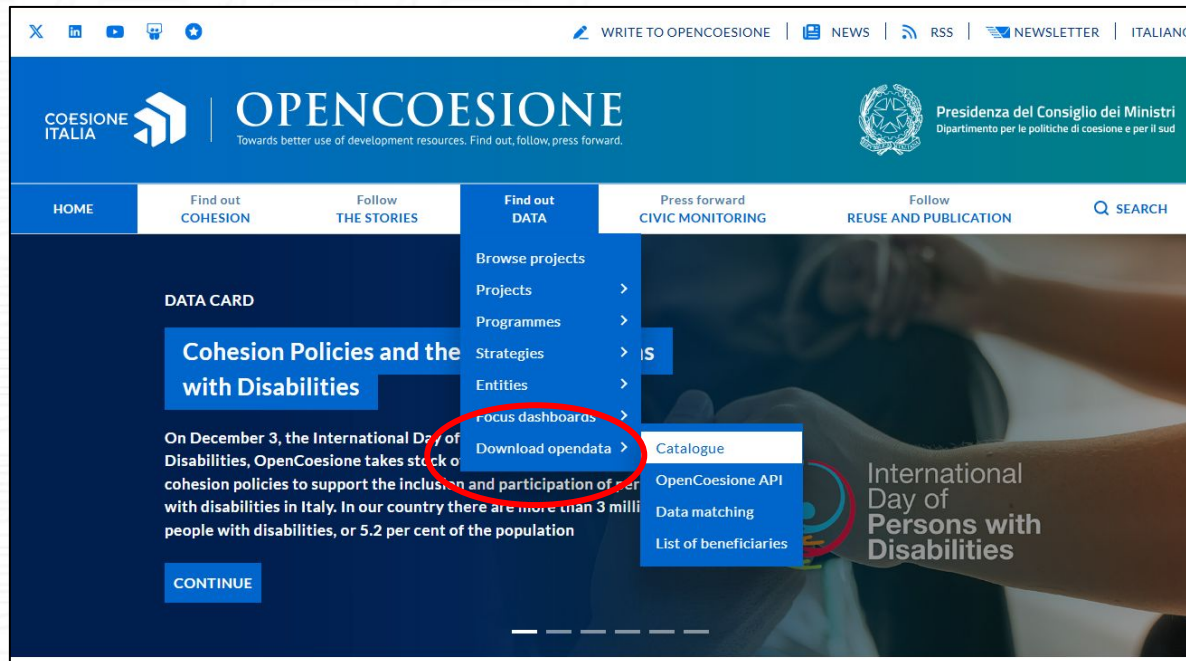 WRITE TO OPENCOESIONE
NEWS
RSS
NEWSLETTER
COESIONE
ITALIA
OPENCOESIONE
Towards better use of development resources. Find out, follow, press forward.
Presidenza del Consiglio dei Ministri
Dipartimento per le politiche di coesione e per il sud
HOME
Find out
COHESION
Follow
THE STORIES
Find out
DATA
Press forward
CIVIC MONITORING
Follow
REUSE AND PUBLICATION
SEARCH
Browse projects
Projects
Programmes
Strategies
Entities
Focus dashboards
Download opendata
Catalogue
OpenCoesione API
Data matching
List of beneficiaries
DATA CARD
Cohesion Policies and the
with Disabilities
On December 3, the International Day of
Disabilities, OpenCoesione takes stock
cohesion policies to support the inclusion and participation of
with disabilities in Italy. In our country there are more than 3
people with disabilities, or 5.2 per cent of the population
CONTINUE
International
Day of
Persons with
Disabilities